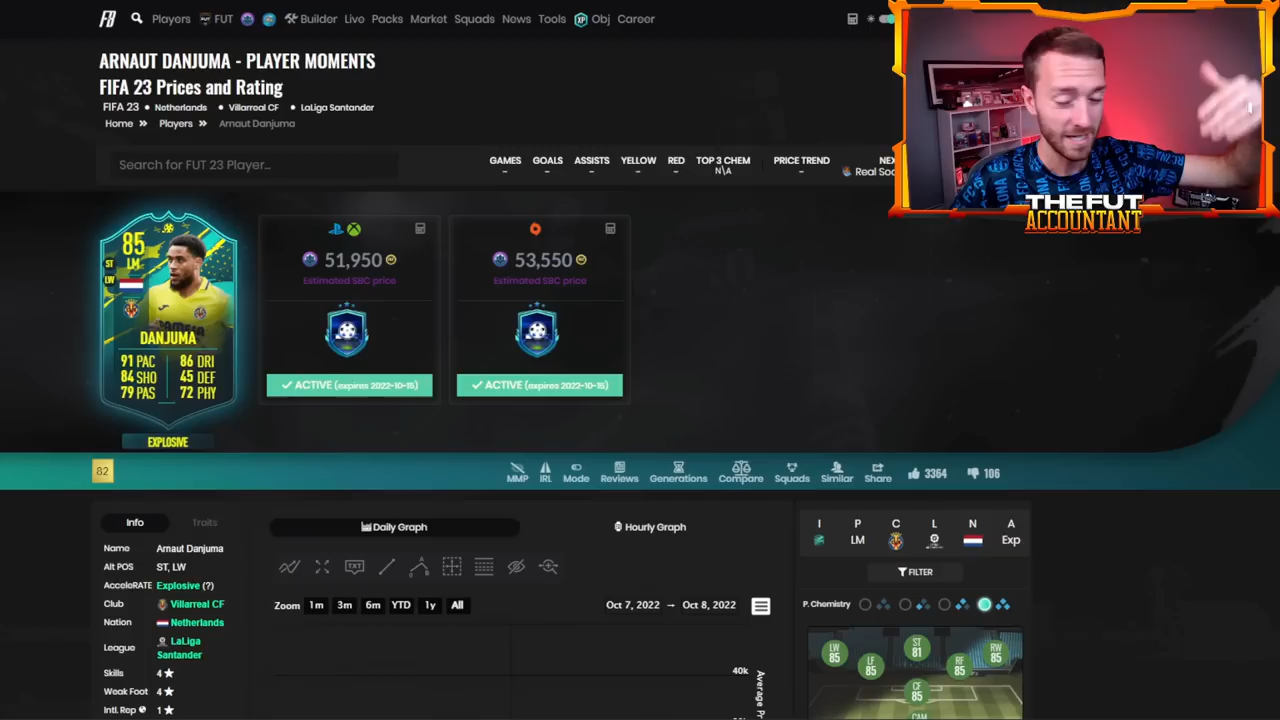 FB Players FUT Builder Live Packs Market Squads News Tools Obj Career
ARNAUT DANJUMA - PLAYER MOMENTS
FIFA 23 Prices and Rating
FIFA 23 • Netherlands • Villarreal CF • LaLiga Santander
Home » Players » Arnaut Danjuma
Search for FUT 23 Player...
GAMES GOALS ASSISTS YELLOW RED TOP 3 CHEM PRICE TREND
- - - - - N\A -
Real Soc
THE FUT
ACCOUNTANT
85
LM
ST
LW
DANJUMA
91 PAC 86 DRI
84 SHO 45 DEF
79 PAS 72 PHY
EXPLOSIVE
51,950
Estimated SBC price
ACTIVE (expires 2022-10-15)
53,550
Estimated SBC price
ACTIVE (expires 2022-10-15)
82
MMP IRL Mode Reviews Generations Compare Squads Similar Share 3364 106
Info Traits
Name Arnaut Danjuma
Alt POS ST, LW
AcceleRATE Explosive (?)
Club Villarreal CF
Nation Netherlands
League LaLiga Santander
Skills 4★
Weak Foot 4★
Intl. Rep 1★
Daily Graph Hourly Graph
TXT
Zoom 1m 3m 6m YTD 1y All Oct 7, 2022 → Oct 8, 2022
40k
Average Pr
I P C L N A
LM Exp
FILTER
P. Chemistry
LW 85
LF 85
ST 81
RF 85
RW 85
CF 85
CAM